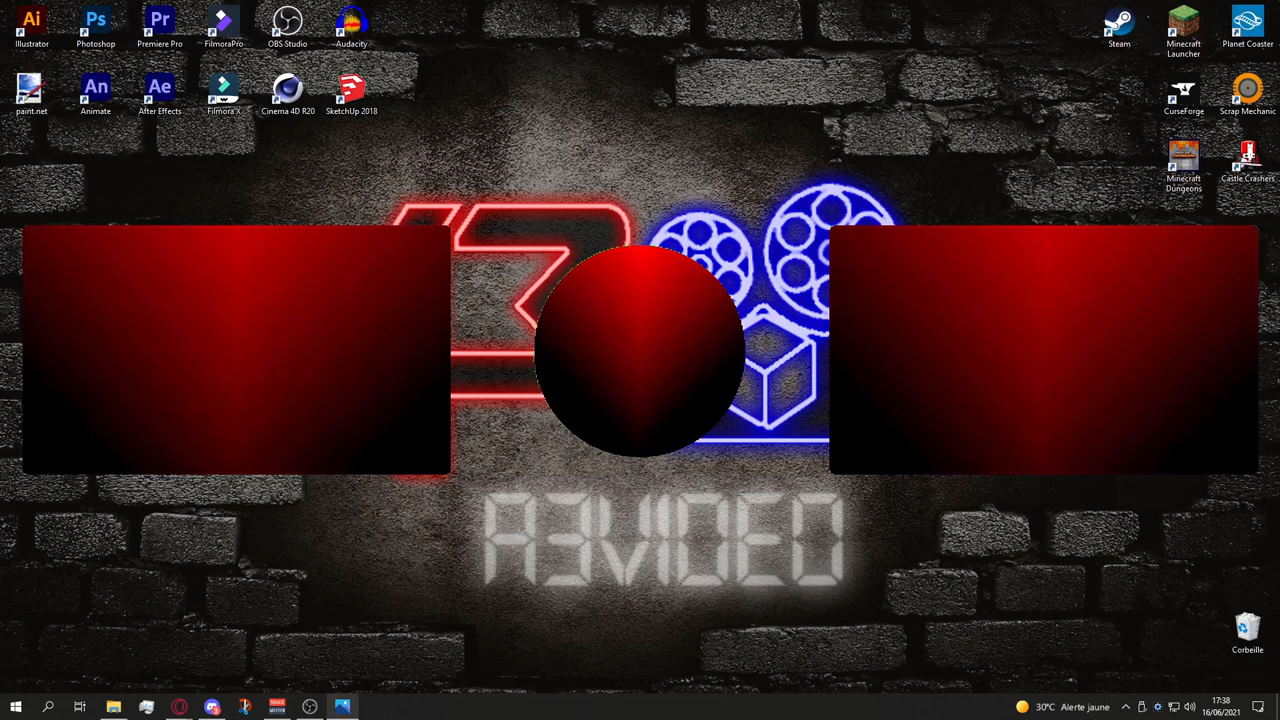 Illustrator
Photoshop
Premiere Pro
FilmoraPro
OBS Studio
Audacity
Steam
Minecraft
Launcher
Planet Coaster
paint.net
Animate
After Effects
Filmora X
Cinema 4D R20
SketchUp 2018
CurseForge
Scrap Mechanic
Minecraft
Dungeons
Castle Crashers
A3VIDEO
Corbeille
30°C Alerte jaune
17:38
16/06/2021